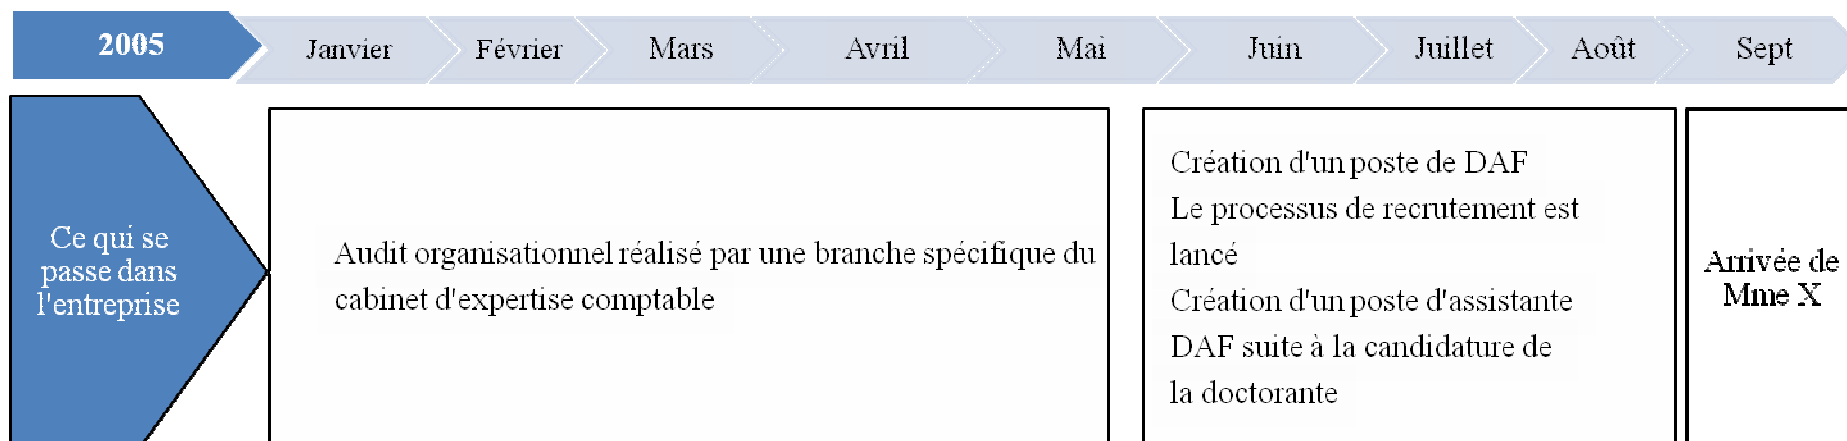 2005 Janvier Février Mars Avril Mai Juin Juillet Août Sept
Ce qui se
passe dans
l'entreprise
Audit organisationnel réalisé par une branche spécifique du
cabinet d'expertise comptable
Création d'un poste de DAF
Le processus de recrutement est
lancé
Création d'un poste d'assistante
DAF suite à la candidature de
la doctorante
Arrivée de
Mme X